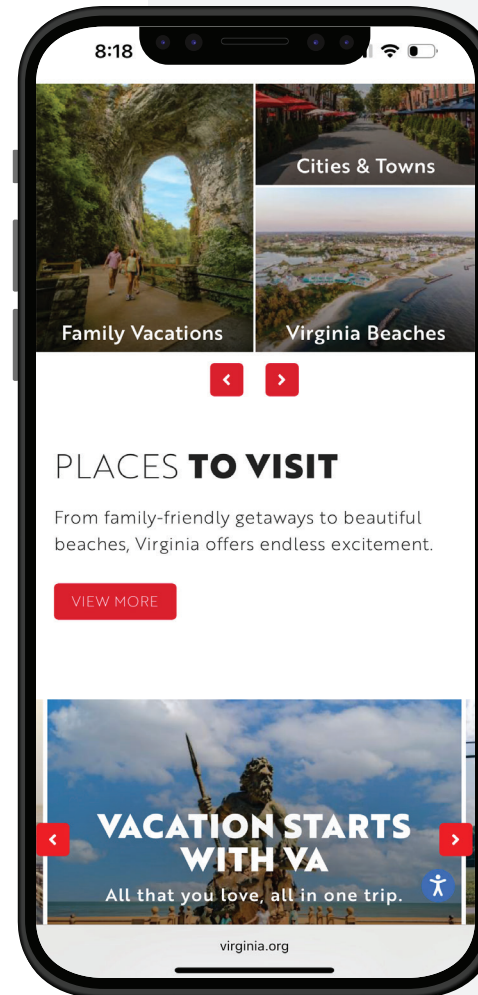 8:18
Cities & Towns
Family Vacations
Virginia Beaches
PLACES TO VISIT
From family-friendly getaways to beautiful
beaches, Virginia offers endless excitement.
VIEW MORE
VACATION STARTS
WITH VA
All that you love, all in one trip.
virginia.org